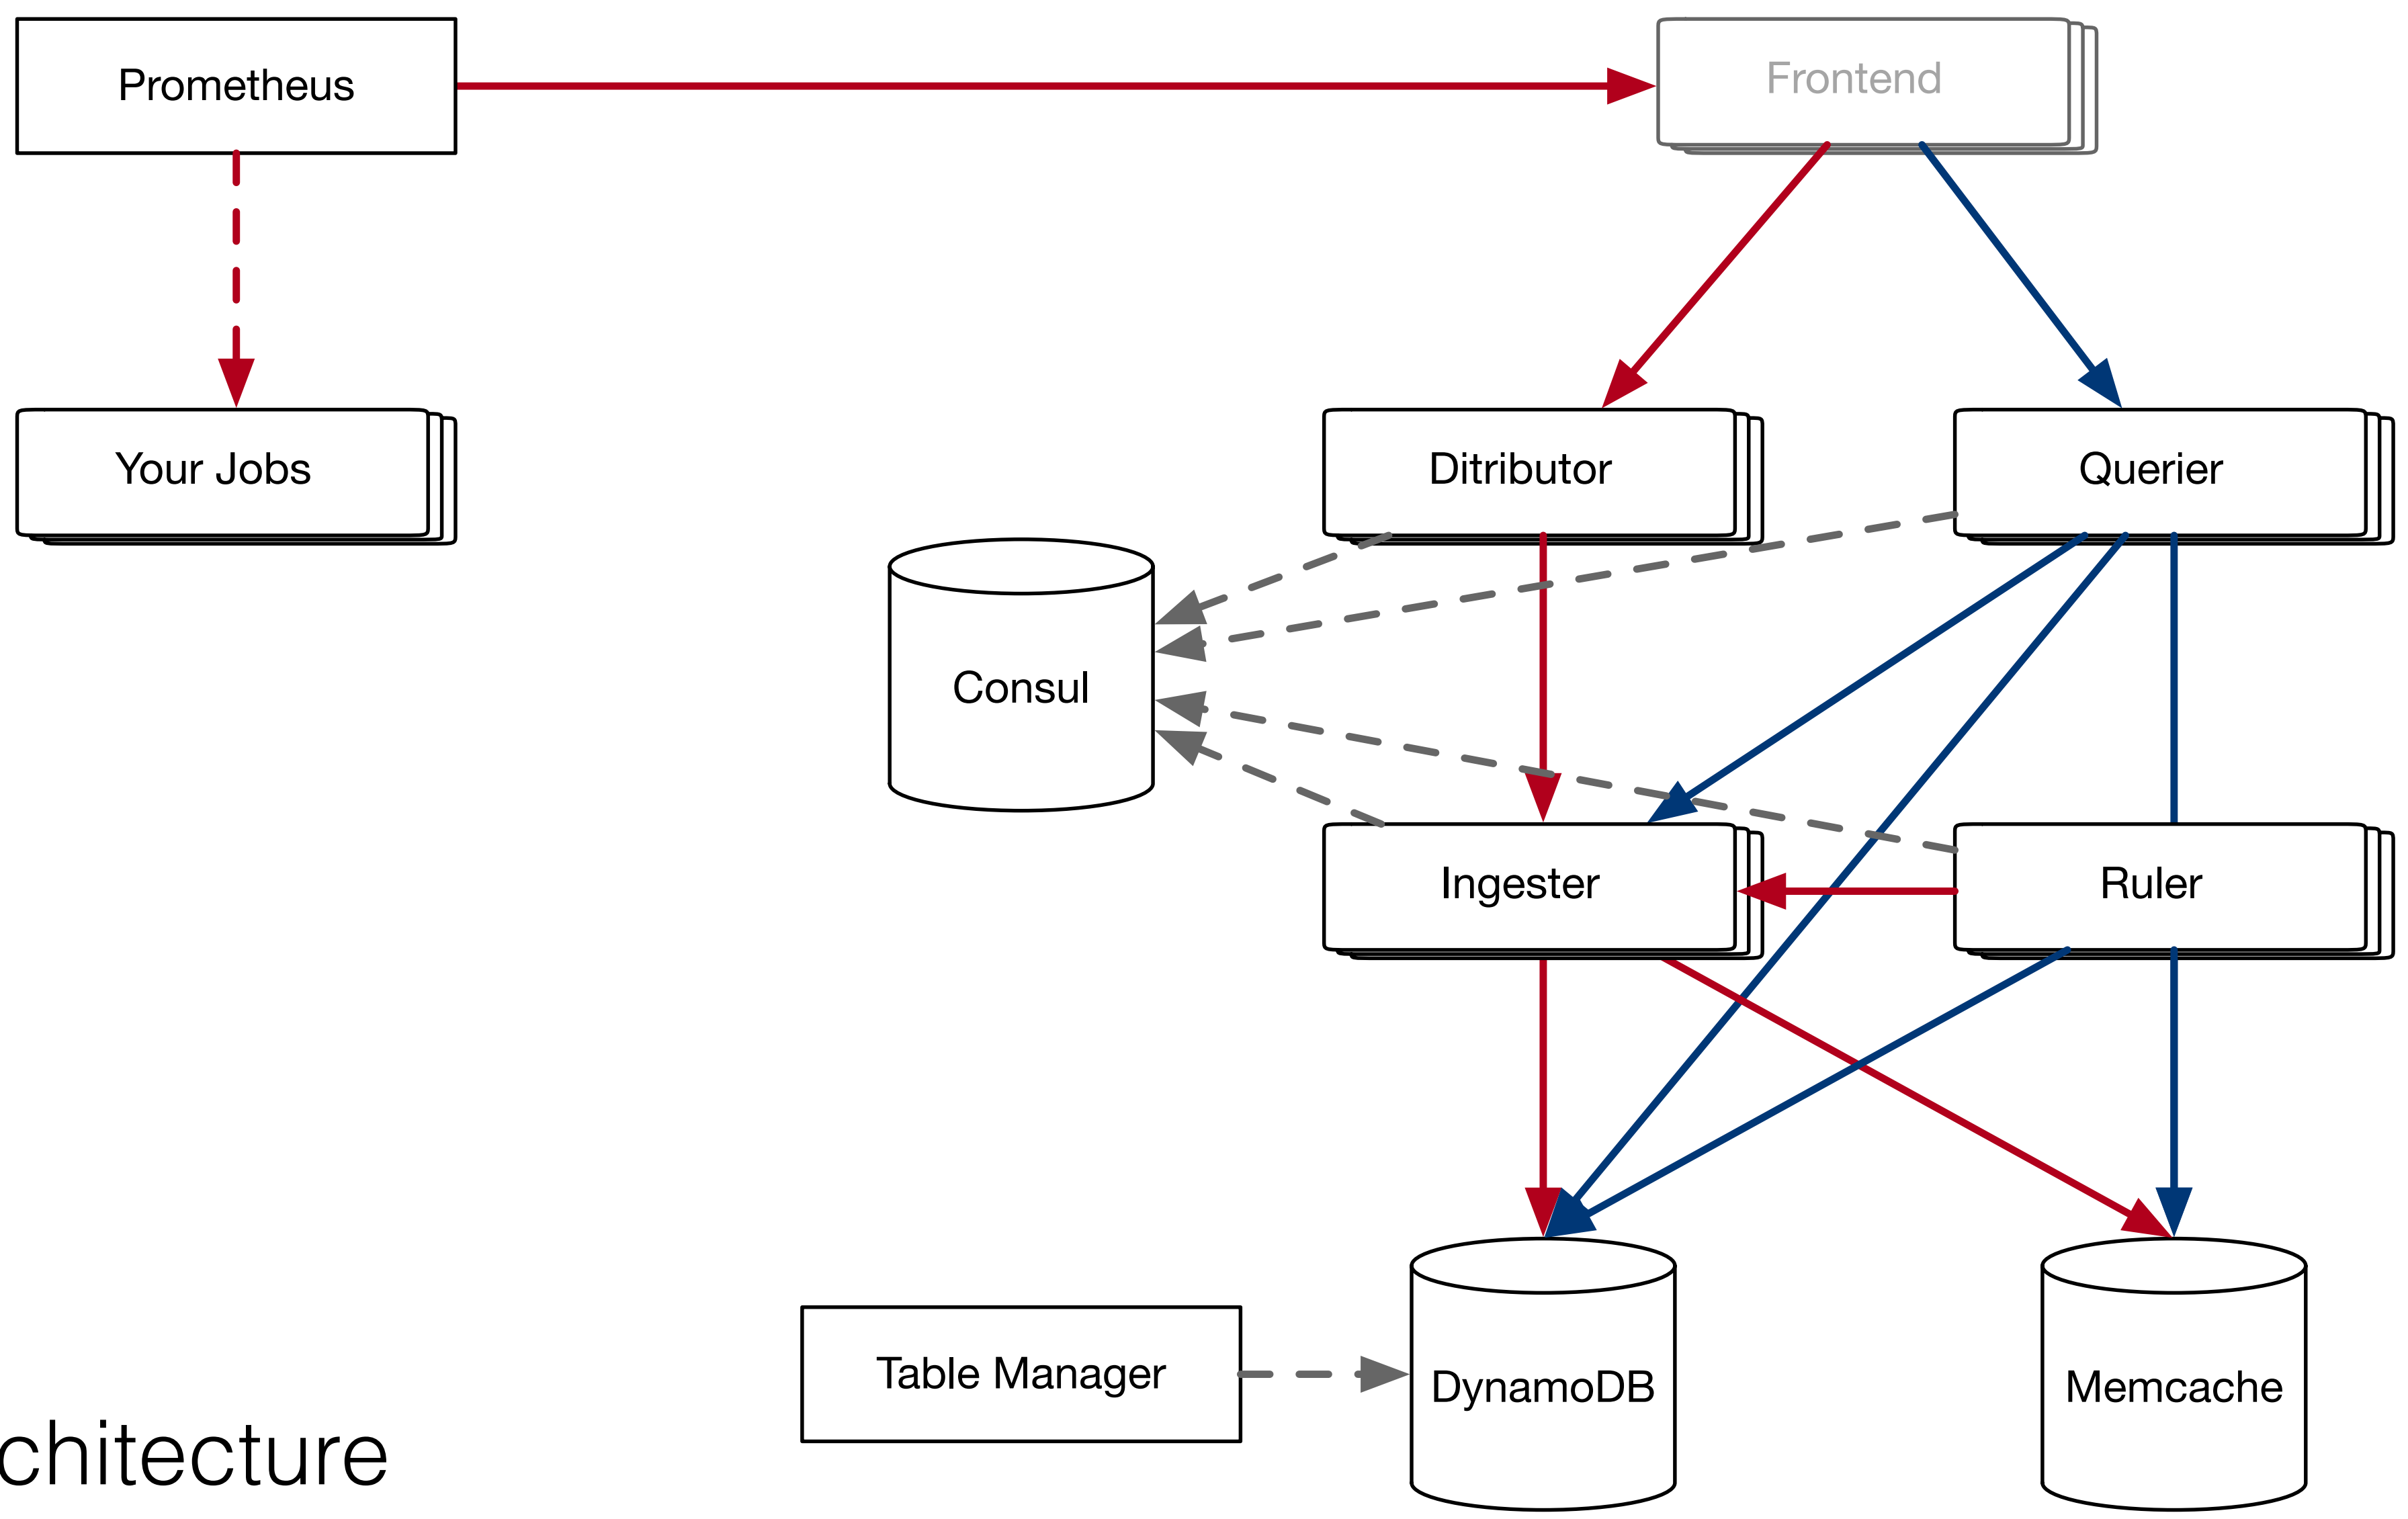 Prometheus
Frontend
Your Jobs
Ditributor
Querier
Consul
Ingester
Ruler
Table Manager
DynamoDB
Memcache
chitecture